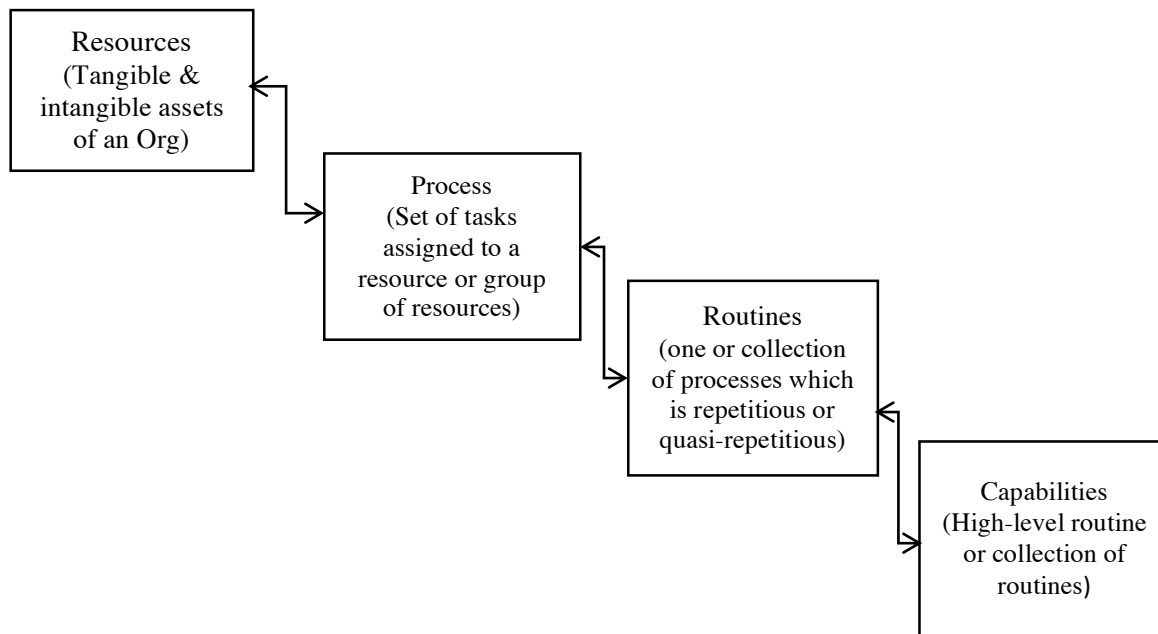 Resources
(Tangible &
intangible assets
of an Org)
Process
(Set of tasks
assigned to a
resource or group
of resources)
Routines
(one or collection
of processes which
is repetitious or
quasi-repetitious)
Capabilities
(High-level routine
or collection of
routines)